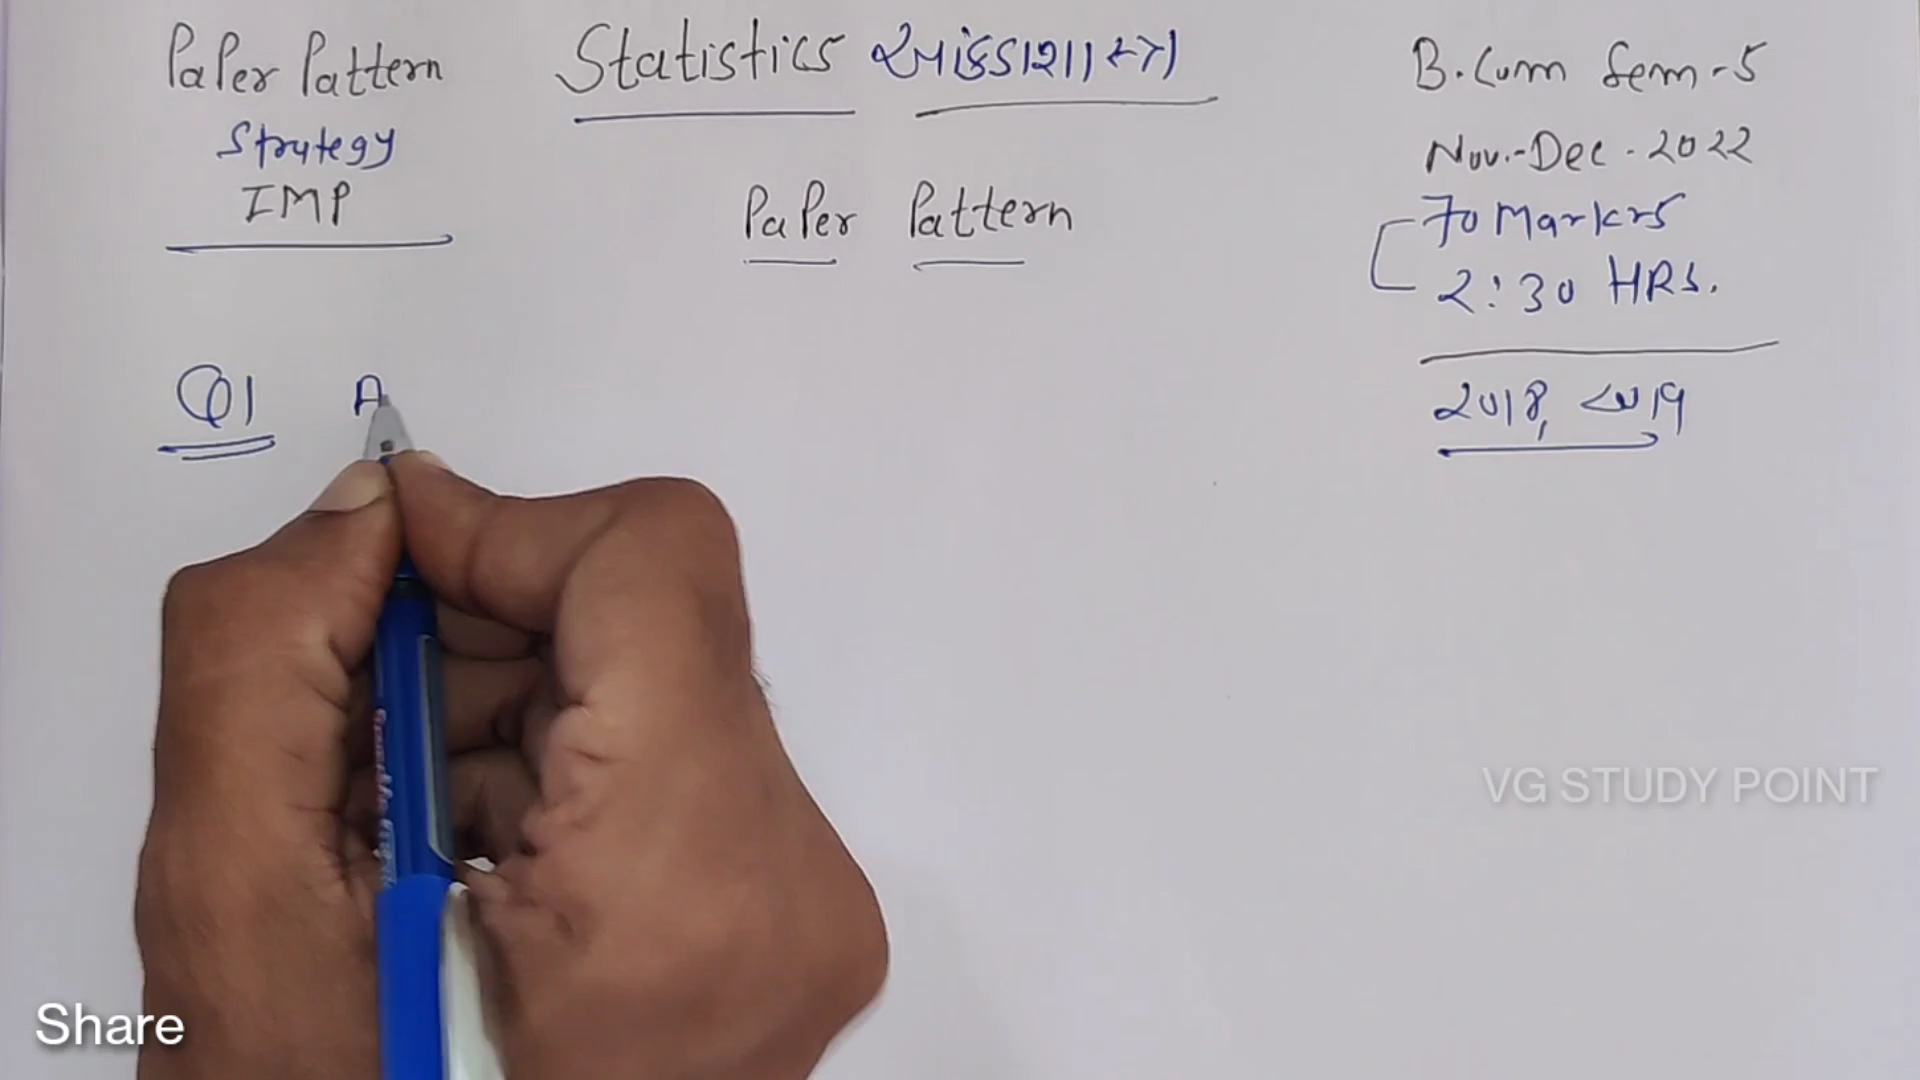 Paper Pattern
Strategy
IMP
Statistics આંકડાશાસ્ત્ર
Paper Pattern
B.Com Sem-5
Nov.-Dec.2022
70 Marks
2:30 HRS.
2018, 2019
Q1 A
VG STUDY POINT
Share